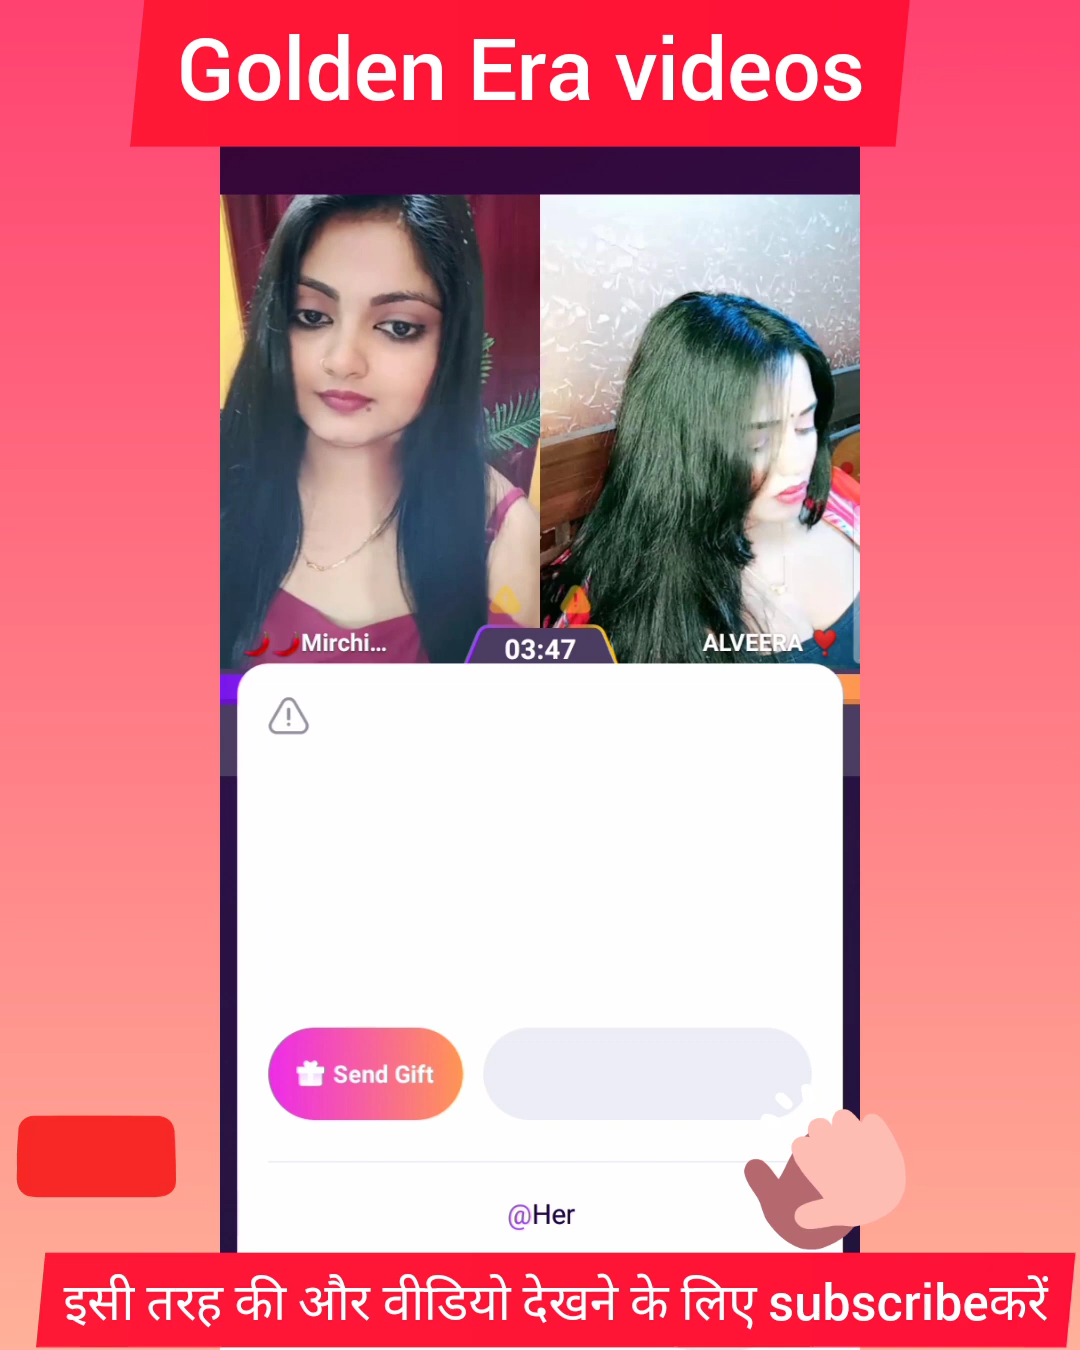 Golden Era videos
🌶️🌶️Mirchi...
03:47
ALVEERA ❣️
Send Gift
@Her
इसी तरह की और वीडियो देखने के लिए subscribeकरें